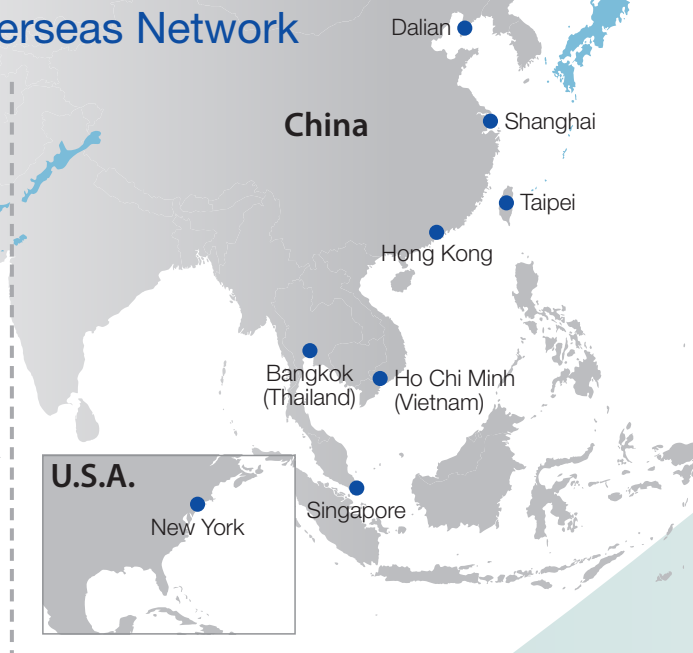 erseas Network
Dalian
China
Shanghai
Taipei
Hong Kong
Bangkok
(Thailand)
Ho Chi Minh
(Vietnam)
U.S.A.
New York
Singapore